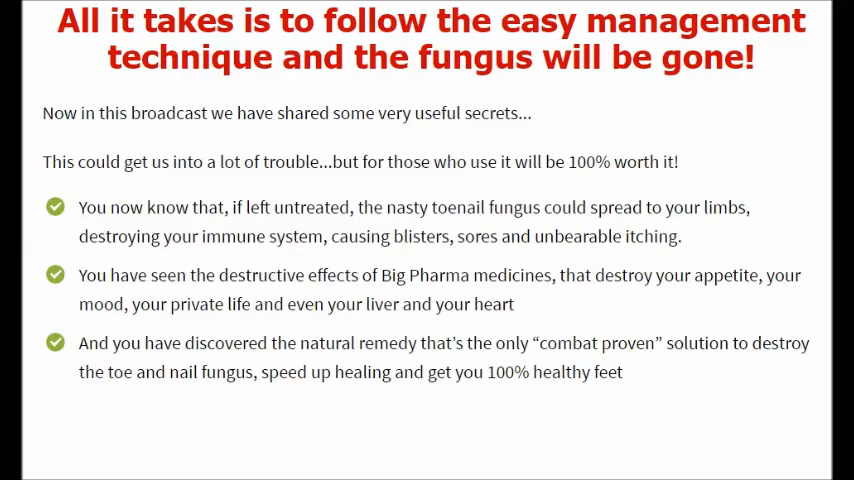 All it takes is to follow the easy management
technique and the fungus will be gone!
Now in this broadcast we have shared some very useful secrets...
This could get us into a lot of trouble...but for those who use it will be 100% worth it!
You now know that, if left untreated, the nasty toenail fungus could spread to your limbs,
destroying your immune system, causing blisters, sores and unbearable itching.
You have seen the destructive effects of Big Pharma medicines, that destroy your appetite, your
mood, your private life and even your liver and your heart
And you have discovered the natural remedy that's the only “combat proven” solution to destroy
the toe and nail fungus, speed up healing and get you 100% healthy feet